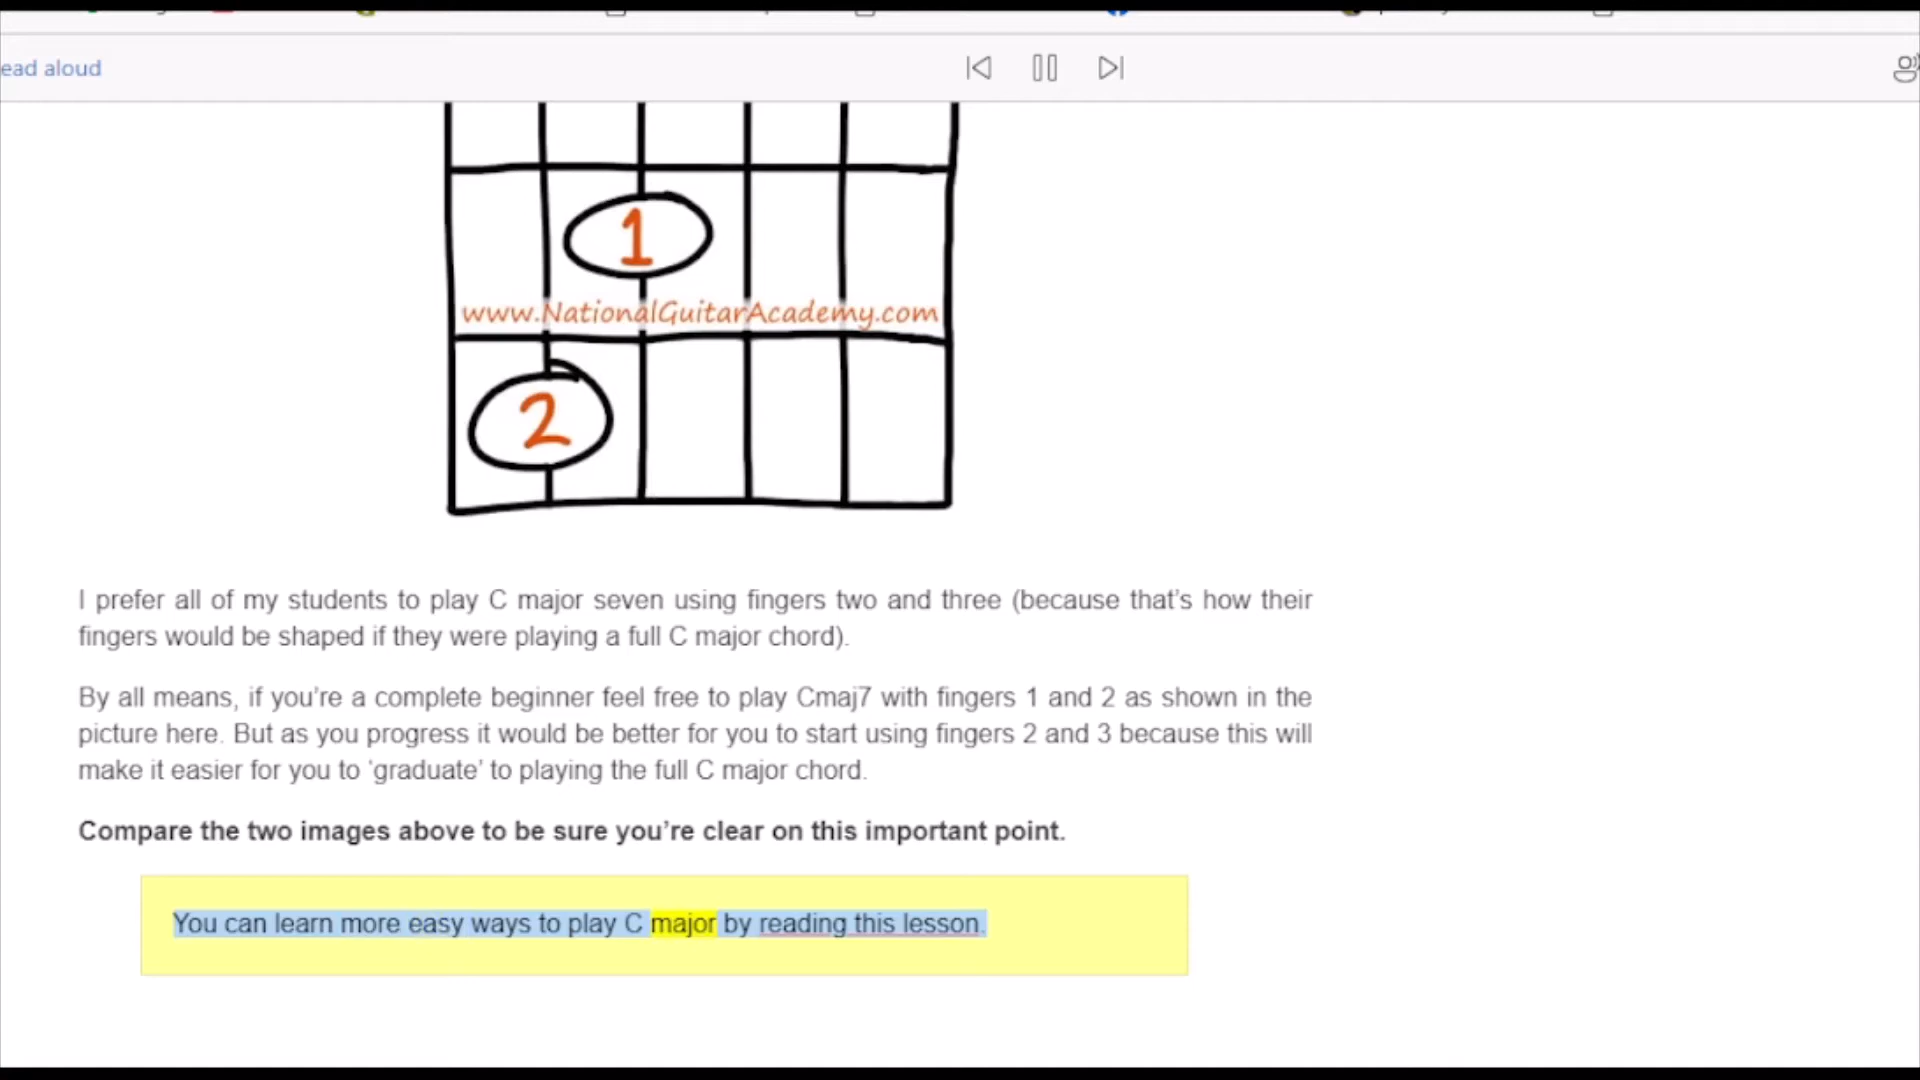 ead aloud
1
www.NationalGuitarAcademy.com
2
I prefer all of my students to play C major seven using fingers two and three (because that’s how their
fingers would be shaped if they were playing a full C major chord).
By all means, if you’re a complete beginner feel free to play Cmaj7 with fingers 1 and 2 as shown in the
picture here. But as you progress it would be better for you to start using fingers 2 and 3 because this will
make it easier for you to ‘graduate’ to playing the full C major chord.
Compare the two images above to be sure you’re clear on this important point.
You can learn more easy ways to play C major by reading this lesson.